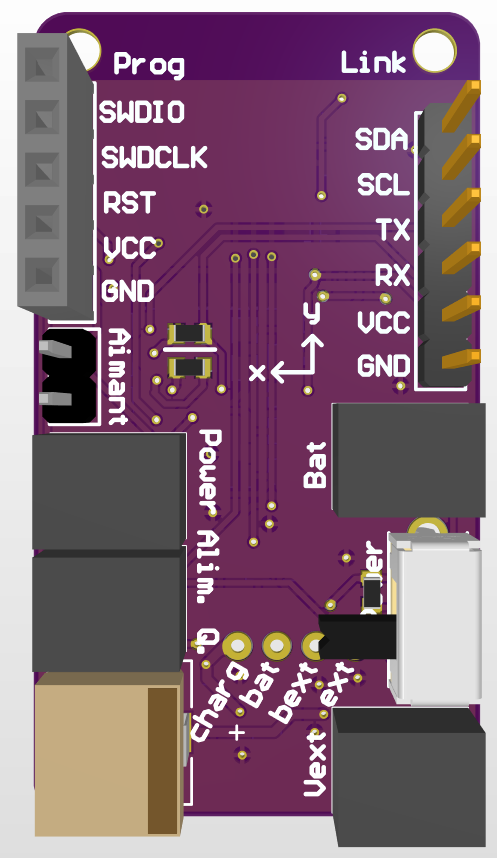 Prog
Link
SWDIO
SWDCLK
RST
VCC
GND
SDA
SCL
TX
RX
VCC
GND
y
x
Aimant
Power Alim. G.
Bat
charg
bat
bext
ext
+
Vext